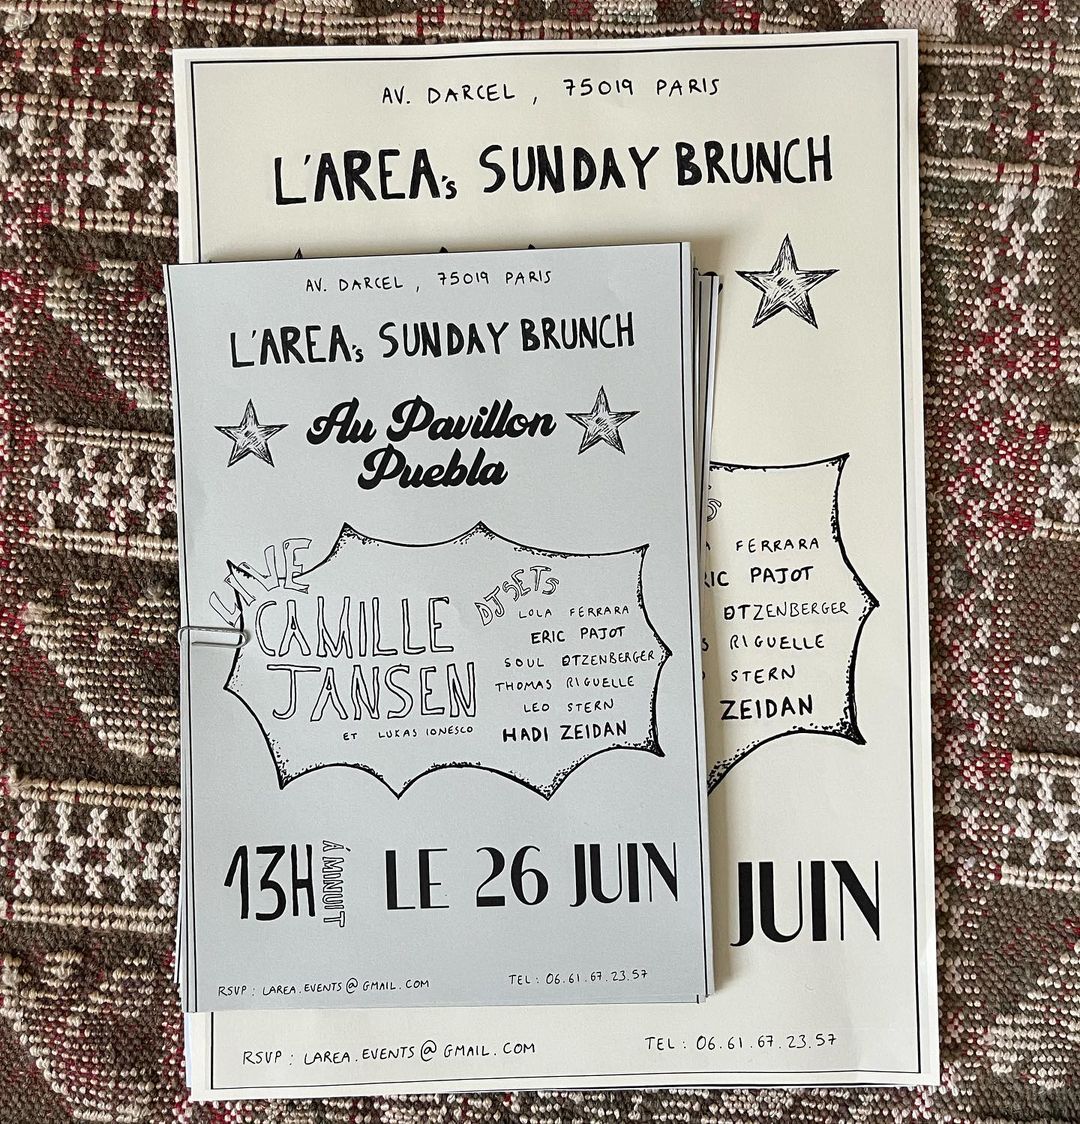 AV. DARCEL, 75019 PARIS
L'AREA's SUNDAY BRUNCH
AV. DARCEL, 75019 PARIS
L'AREA's SUNDAY BRUNCH
Au Pavillon
Puebla
LIVE
CAMILLE
JANSEN
ET LUKAS IONESCO
DJ SETS
LOLA FERRARA
ERIC PAJOT
SOUL OTZENBERGER
THOMAS RIGUELLE
LEO STERN
HADI ZEIDAN
13H À MINUIT LE 26 JUIN
RSVP : LAREA.EVENTS@GMAIL.COM TEL : 06.61.67.23.57
FERRARA
RIC PAJOT
OTZENBERGER
S RIGUELLE
STERN
ZEIDAN
JUIN
RSVP : LAREA.EVENTS@GMAIL.COM TEL : 06.61.67.23.57